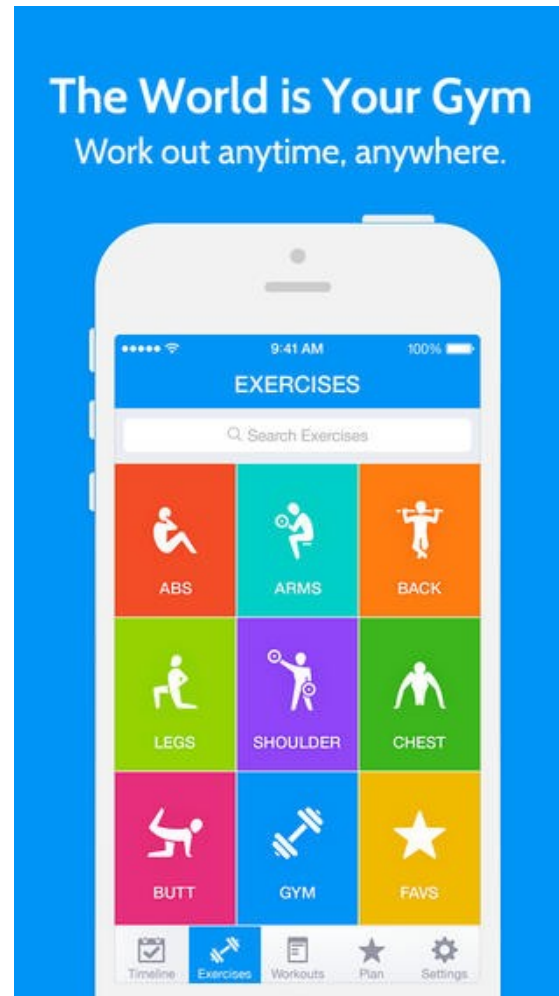 The World is Your Gym
Work out anytime, anywhere.
9:41 AM 100%
EXERCISES
Search Exercises
ABS ARMS BACK
LEGS SHOULDER CHEST
BUTT GYM FAVS
Timeline Exercises Workouts Plan Settings